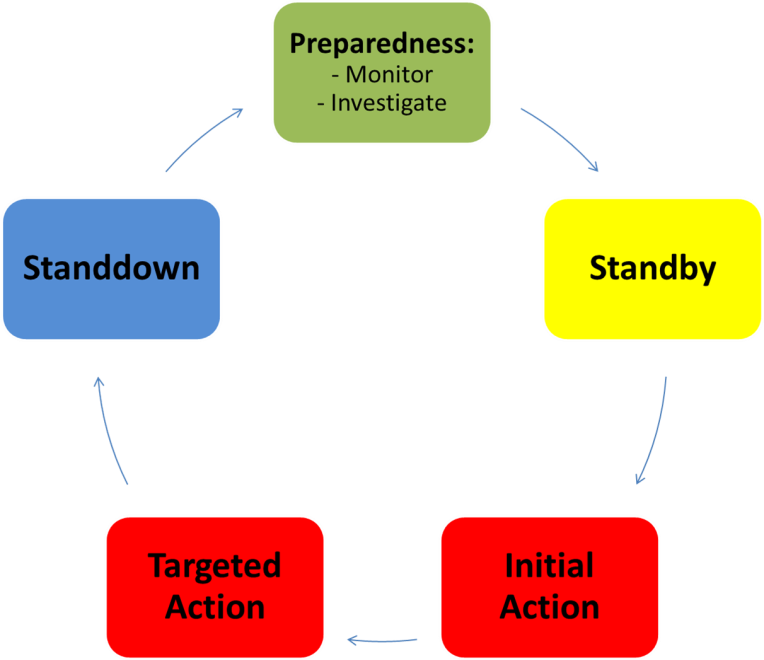 Preparedness:
- Monitor
- Investigate
Standby
Initial
Action
Targeted
Action
Standdown